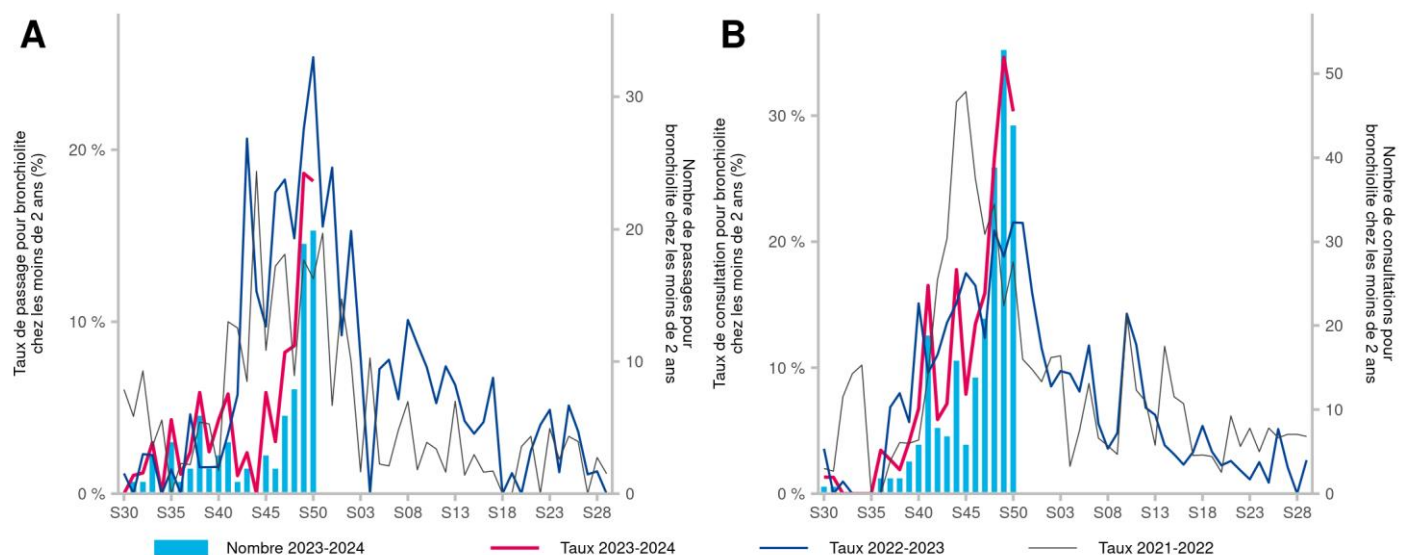 A
Taux de passage pour bronchiolite
chez les moins de 2 ans (%)
20 %
10 %
0 %
30
20
10
0
Nombre de passages pour
bronchiolite chez les moins de 2 ans
S30 S35 S40 S45 S50 S03 S08 S13 S18 S23 S28
B
Taux de consultation pour bronchiolite
chez les moins de 2 ans (%)
30 %
20 %
10 %
0 %
50
40
30
20
10
0
Nombre de consultations pour
bronchiolite chez les moins de 2 ans
S30 S35 S40 S45 S50 S03 S08 S13 S18 S23 S28
Nombre 2023-2024 Taux 2023-2024 Taux 2022-2023 Taux 2021-2022